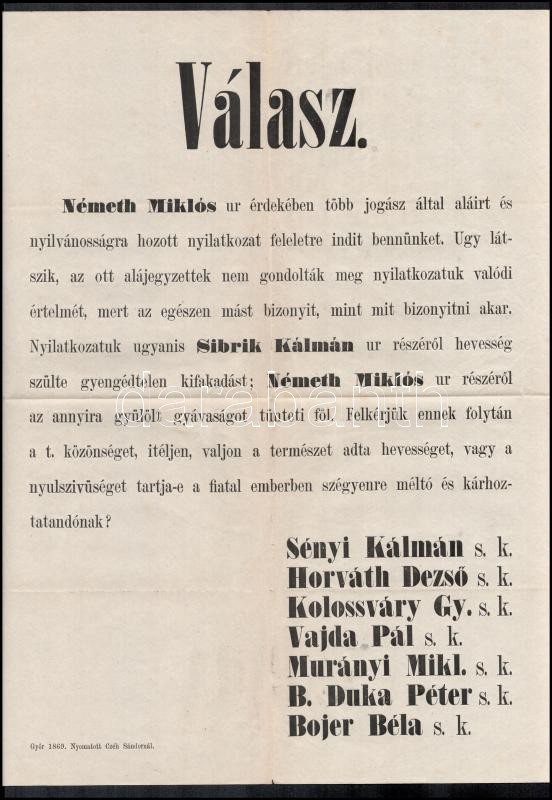 Válasz.
Németh Miklós ur érdekében több jogász által aláirt és
nyilvánosságra hozott nyilatkozat feleletre indit bennünket. Ugy lát-
szik, az ott alájegyzettek nem gondolták meg nyilatkozatuk valódi
értelmét, mert az egészen mást bizonyit, mint mit bizonyitni akar.
Nyilatkozatuk ugyanis Sibrik Kálmán ur részéről hevesség
szülte gyengédtelen kifakadást; Németh Miklós ur részéről
az annyira gyülölt gyávaságot tünteti föl. Felkérjük ennek folytán
a t. közönséget, itéljen, valjon a természet adta hevességet, vagy a
nyulszivüséget tartja-e a fiatal emberben szégyenre méltó és kárhoz-
tatandónak?
Sényi Kálmán s. k.
Horváth Dezső s. k.
Kolossváry Gy. s. k.
Vajda Pál s. k.
Murányi Mikl. s. k.
B. Duka Péter s. k.
Bojer Béla s. k.
Győr 1869. Nyomatott Czéh Sándornál.
darabanth